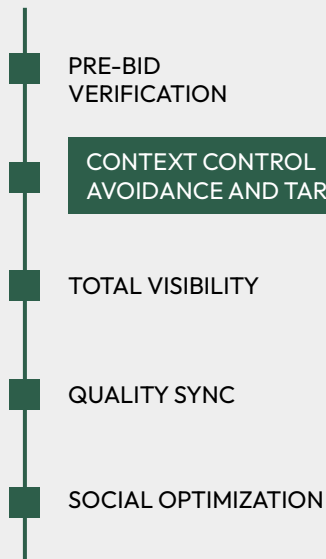 PRE-BID
VERIFICATION
CONTEXT CONTROL
AVOIDANCE AND TAR
TOTAL VISIBILITY
QUALITY SYNC
SOCIAL OPTIMIZATION